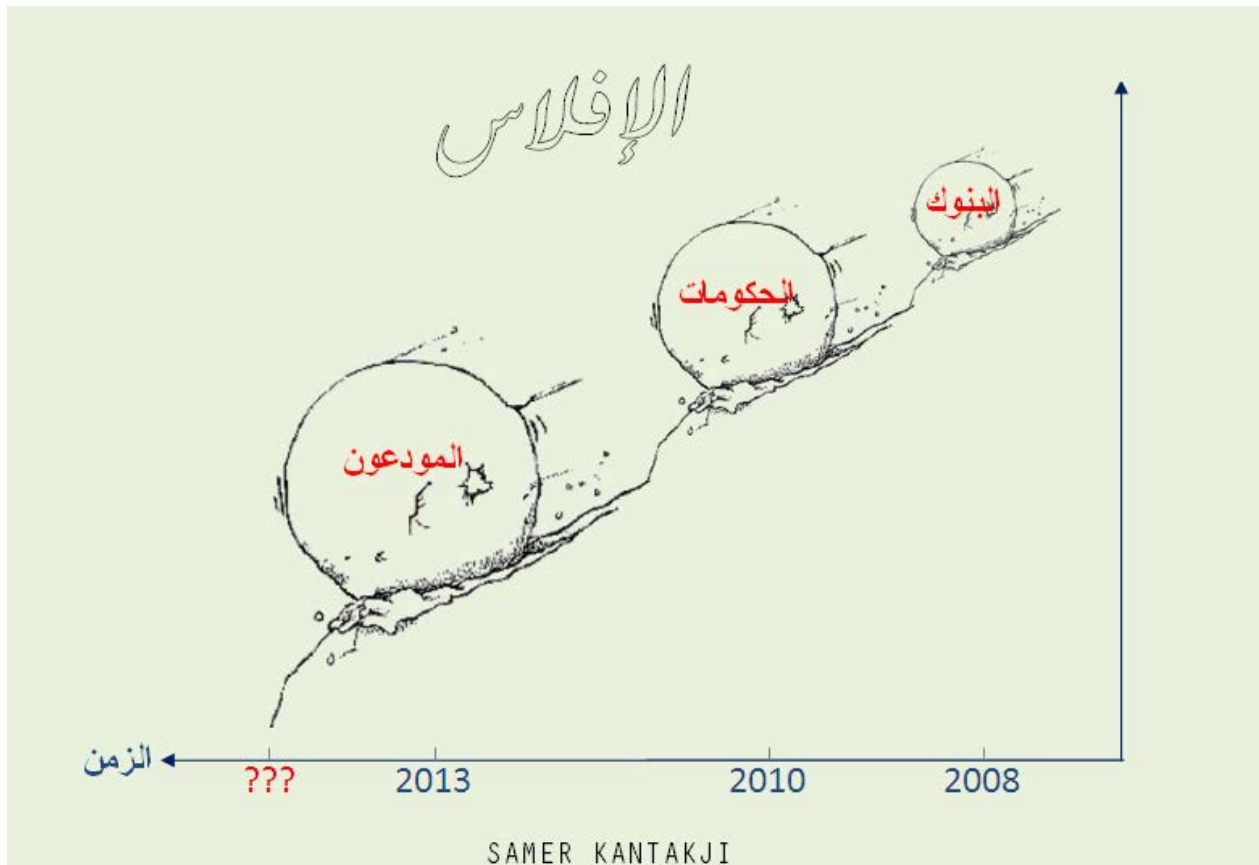 الإفلاس
البنوك
الحكومات
المودعون
الزمن
2008
2010
2013
???
SAMER KANTAKJI